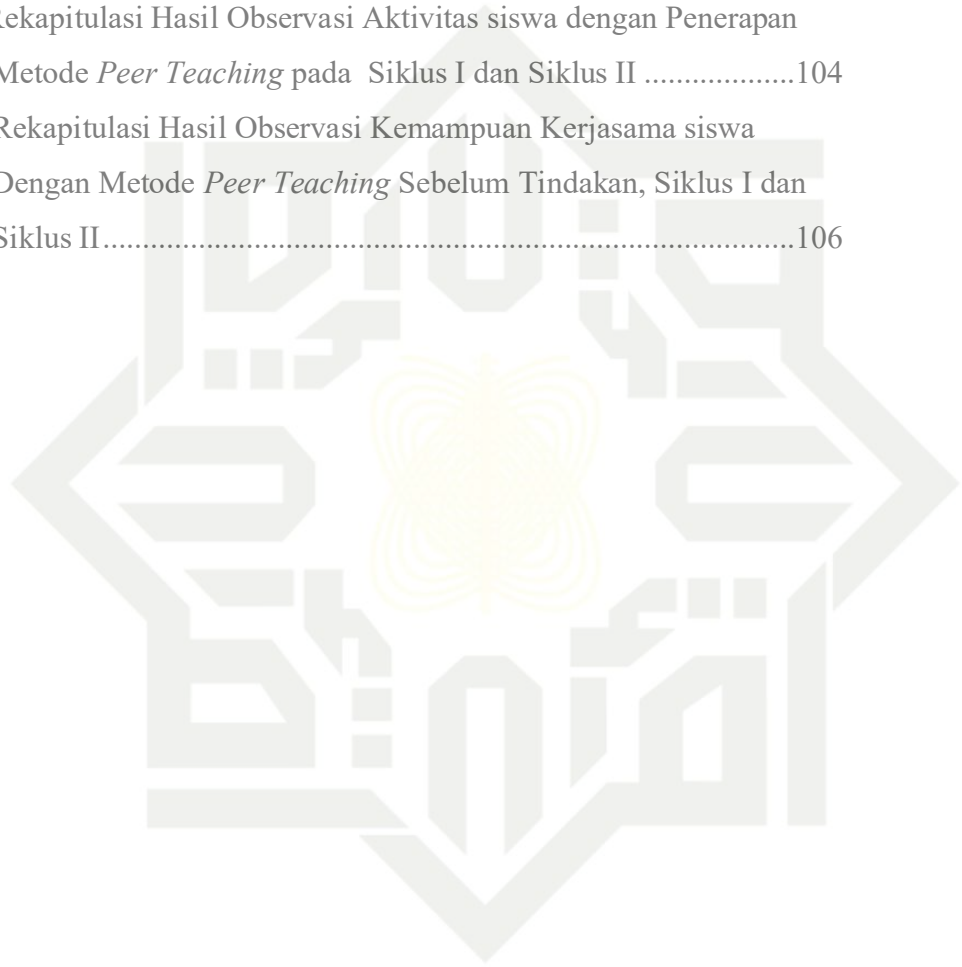 Rekapitulasi Hasil Observasi Aktivitas siswa dengan Penerapan
Metode Peer Teaching pada Siklus I dan Siklus II ...................104
Rekapitulasi Hasil Observasi Kemampuan Kerjasama siswa
Dengan Metode Peer Teaching Sebelum Tindakan, Siklus I dan
Siklus II........................................................................................106